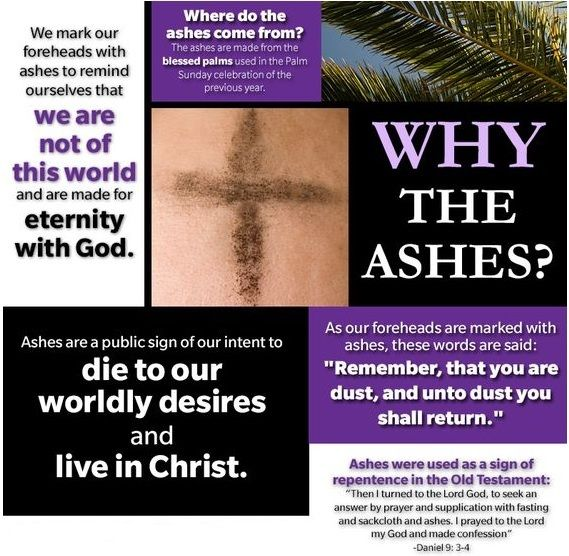 We mark our
foreheads with
ashes to remind
ourselves that
we are
not of
this world
and are made for
eternity
with God.
Where do the
ashes come from?
The ashes are made from the
blessed palms used in the Palm
Sunday celebration of the
previous year.
WHY
THE
ASHES?
Ashes are a public sign of our intent to
die to our
worldly desires
and
live in Christ.
As our foreheads are marked with
ashes, these words are said:
"Remember, that you are
dust, and unto dust you
shall return."
Ashes were used as a sign of
repentence in the Old Testament:
"Then I turned to the Lord God, to seek an
answer by prayer and supplication with fasting
and sackcloth and ashes. I prayed to the Lord
my God and made confession"
-Daniel 9: 3-4